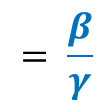 = β/γ